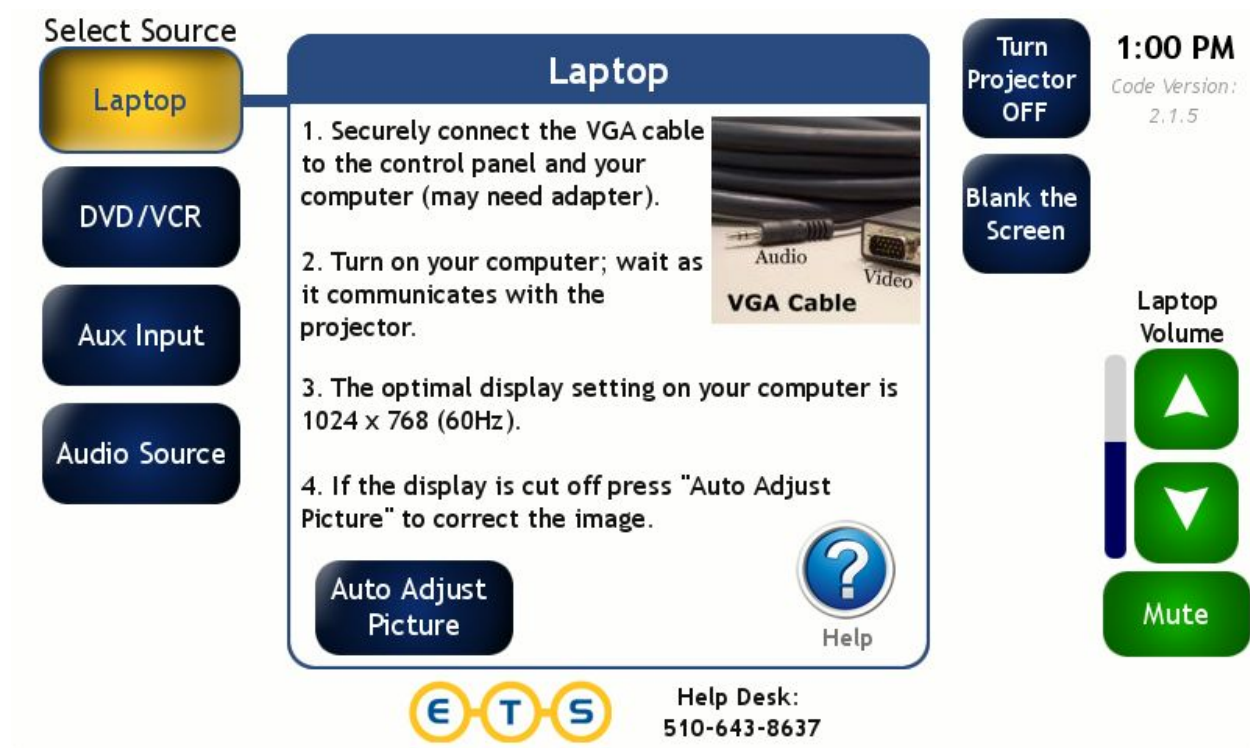 Select Source
Laptop
DVD/VCR
Aux Input
Audio Source
Laptop
1. Securely connect the VGA cable
to the control panel and your
computer (may need adapter).
2. Turn on your computer; wait as
it communicates with the
projector.
3. The optimal display setting on your computer is
1024 x 768 (60Hz).
4. If the display is cut off press "Auto Adjust
Picture" to correct the image.
Audio
Video
VGA Cable
Auto Adjust
Picture
?
Help
Turn
Projector
OFF
Blank the
Screen
1:00 PM
Code Version:
2.1.5
Laptop
Volume
Mute
E T S
Help Desk:
510-643-8637